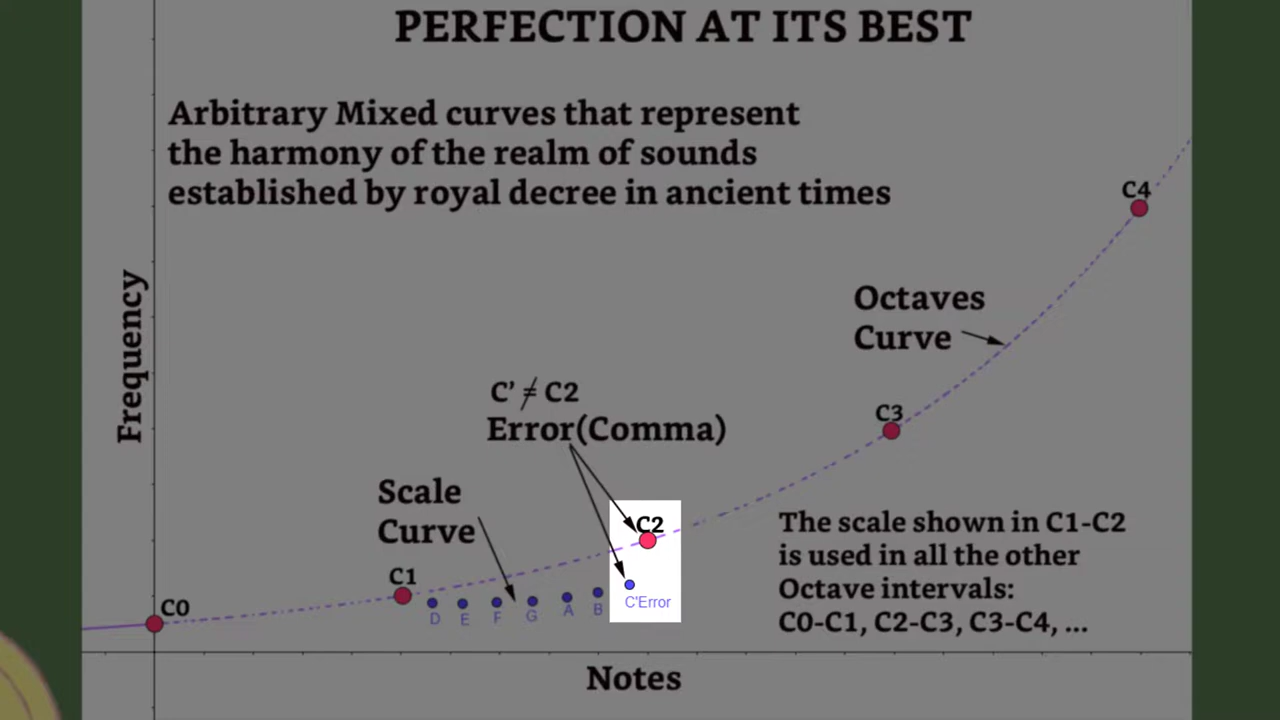 PERFECTION AT ITS BEST
Arbitrary Mixed curves that represent
the harmony of the realm of sounds
established by royal decree in ancient times
C4
Octaves
Curve
Frequency
C' ≠ C2
Error(Comma)
C3
Scale
Curve
C2
C1
C0
D
E
F
G
A
B
C'Error
The scale shown in C1-C2
is used in all the other
Octave intervals:
C0-C1, C2-C3, C3-C4, ...
Notes